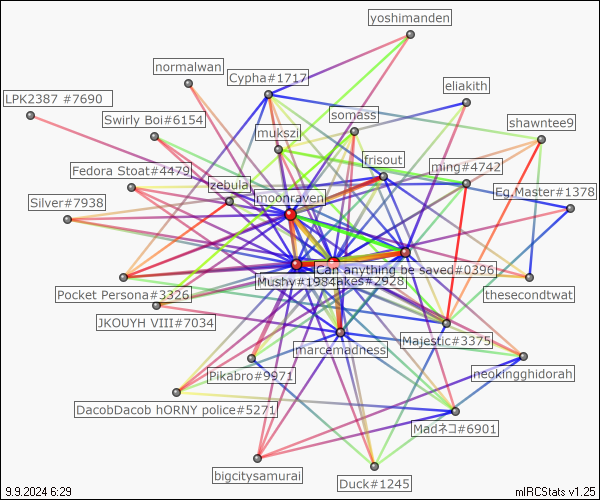 yoshimanden
normalwan
Cypha#1717
eliakith
LPK2387 #7690
Swirly Boi#6154
somass
shawntee9
mukszi
frisout
ming#4742
Fedora Stoat#4479
zebulai
Eg.Master#1378
Silver#7938
moonraven
Can anything be saved#0396
Mushy#1984
akes#2928
Pocket Persona#3326
thesecondtwat
JKOUYH VIII#7034
Majestic#3375
marcemadness
Pikabro#9971
neokingghidorah
DacobDacob hORNY police#5271
Madネコ#6901
bigcitysamurai
Duck#1245
9.9.2024 6:29
mIRCStats v1.25